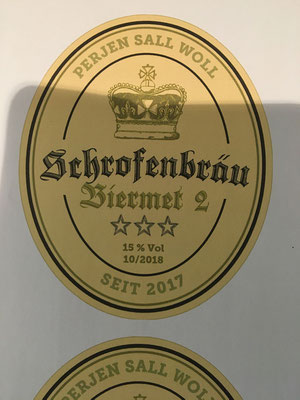 PERJEN SALL WOLL
Schrofenbräu
Biermet 2
15 % Vol
10/2018
SEIT 2017
PERJEN SALL WOLL